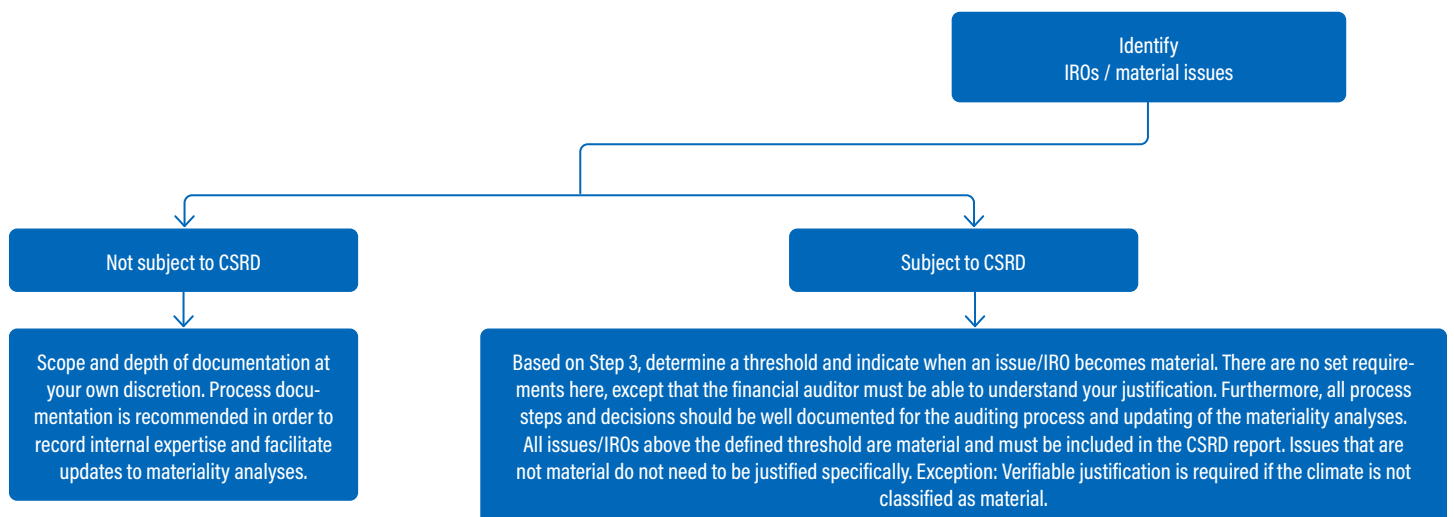 Identify
IROs / material issues
Not subject to CSRD
Subject to CSRD
Scope and depth of documentation at
your own discretion. Process docu-
mentation is recommended in order to
record internal expertise and facilitate
updates to materiality analyses.
Based on Step 3, determine a threshold and indicate when an issue/IRO becomes material. There are no set require-
ments here, except that the financial auditor must be able to understand your justification. Furthermore, all process
steps and decisions should be well documented for the auditing process and updating of the materiality analyses.
All issues/IROs above the defined threshold are material and must be included in the CSRD report. Issues that are
not material do not need to be justified specifically. Exception: Verifiable justification is required if the climate is not
classified as material.